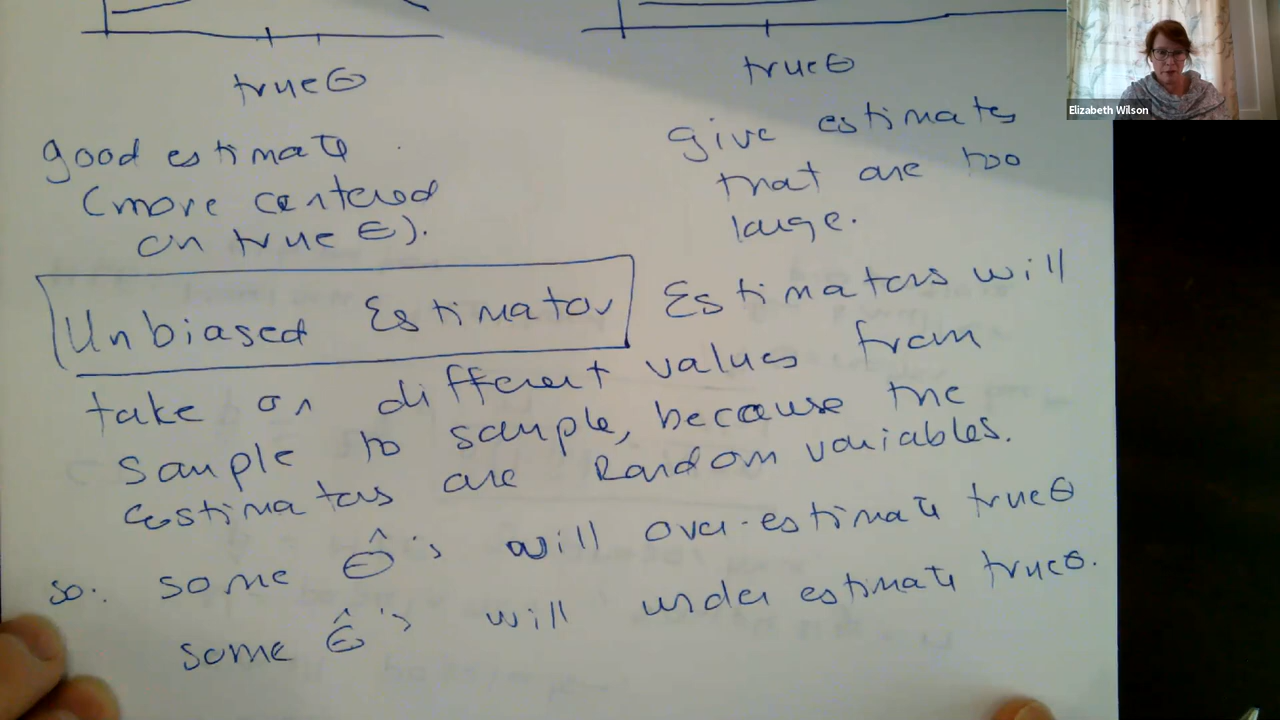 true θ
true θ
good estimate
(more centered
on true θ).
give estimates
that are too
large.
Unbiased Estimator Estimators will
take on different values from
sample to sample, because the
estimators are Random variables.
so: some θ̂'s will over-estimate true θ
some θ̂'s will under estimate true θ.
Elizabeth Wilson